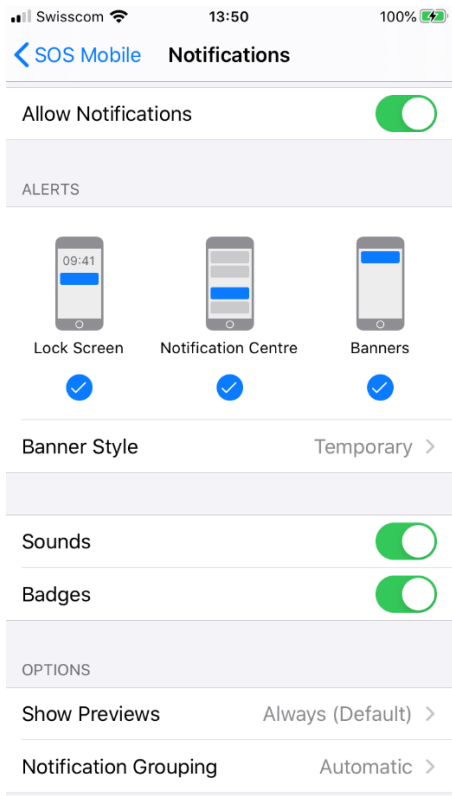 Swisscom 13:50 100%
SOS Mobile Notifications
Allow Notifications
ALERTS
09:41
Lock Screen Notification Centre Banners
Banner Style Temporary
Sounds
Badges
OPTIONS
Show Previews Always (Default)
Notification Grouping Automatic